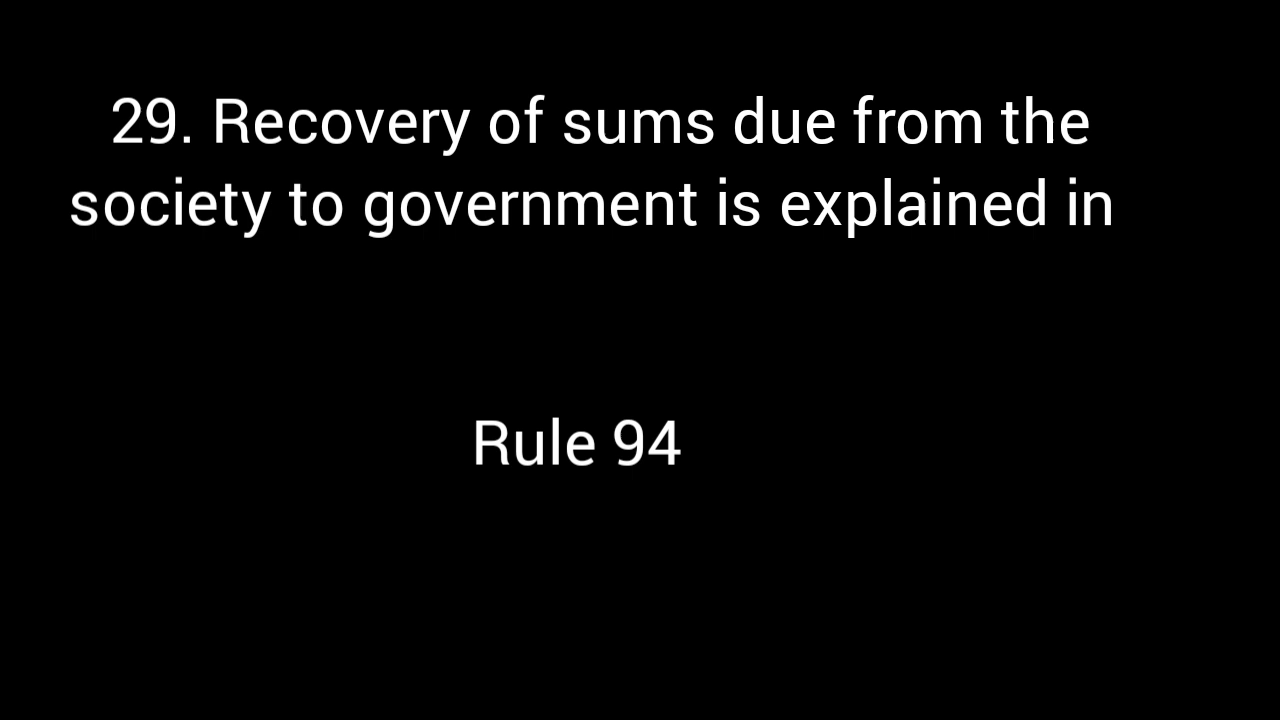 29. Recovery of sums due from the
society to government is explained in
Rule 94